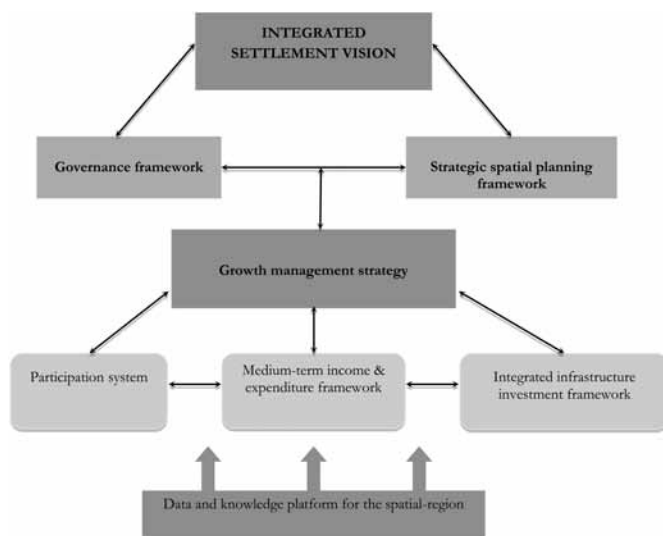 INTEGRATED
SETTLEMENT VISION
Governance framework
Strategic spatial planning
framework
Growth management strategy
Participation system
Medium-term income &
expenditure framework
Integrated infrastructure
investment framework
Data and knowledge platform for the spatial-region